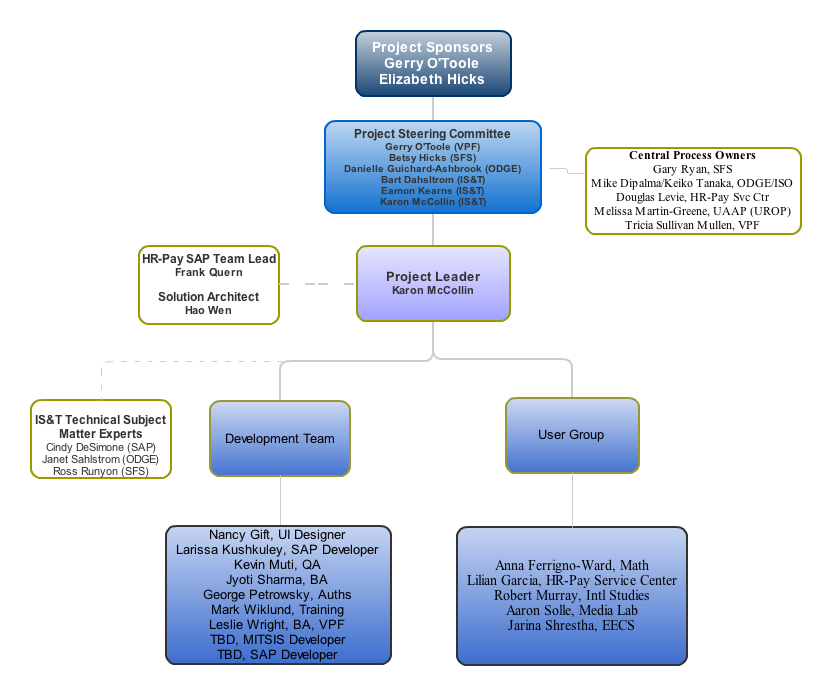 Project Sponsors
Gerry O'Toole
Elizabeth Hicks
Project Steering Committee
Gerry O'Toole (VPF)
Betsy Hicks (SFS)
Danielle Guichard-Ashbrook (ODGE)
Bart Dahlstrom (IS&T)
Eamon Kearns (IS&T)
Karon McCollin (IS&T)
Central Process Owners
Gary Ryan, SFS
Mike Dipalma/Keiko Tanaka, ODGE/ISO
Douglas Levie, HR-Pay Svc Ctr
Melissa Martin-Greene, UAAP (UROP)
Tricia Sullivan Mullen, VPF
HR-Pay SAP Team Lead
Frank Quern
Solution Architect
Hao Wen
Project Leader
Karon McCollin
IS&T Technical Subject
Matter Experts
Cindy DeSimone (SAP)
Janet Sahlstrom (ODGE)
Ross Runyon (SFS)
Development Team
User Group
Nancy Gift, UI Designer
Larissa Kushkuley, SAP Developer
Kevin Muti, QA
Jyoti Sharma, BA
George Petrowsky, Auths
Mark Wiklund, Training
Leslie Wright, BA, VPF
TBD, MITSIS Developer
TBD, SAP Developer
Anna Ferrigno-Ward, Math
Lilian Garcia, HR-Pay Service Center
Robert Murray, Intl Studies
Aaron Solle, Media Lab
Jarina Shrestha, EECS